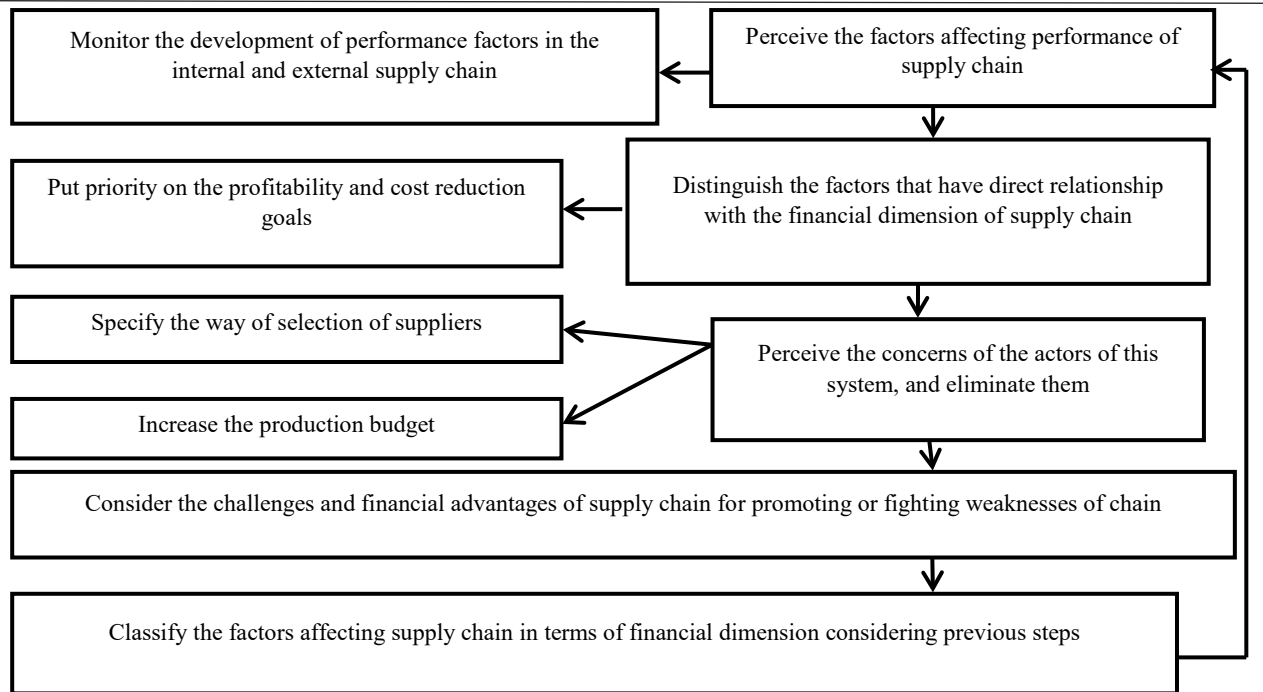 Monitor the development of performance factors in the
internal and external supply chain
Perceive the factors affecting performance of
supply chain
Put priority on the profitability and cost reduction
goals
Distinguish the factors that have direct relationship
with the financial dimension of supply chain
Specify the way of selection of suppliers
Perceive the concerns of the actors of this
system, and eliminate them
Increase the production budget
Consider the challenges and financial advantages of supply chain for promoting or fighting weaknesses of chain
Classify the factors affecting supply chain in terms of financial dimension considering previous steps